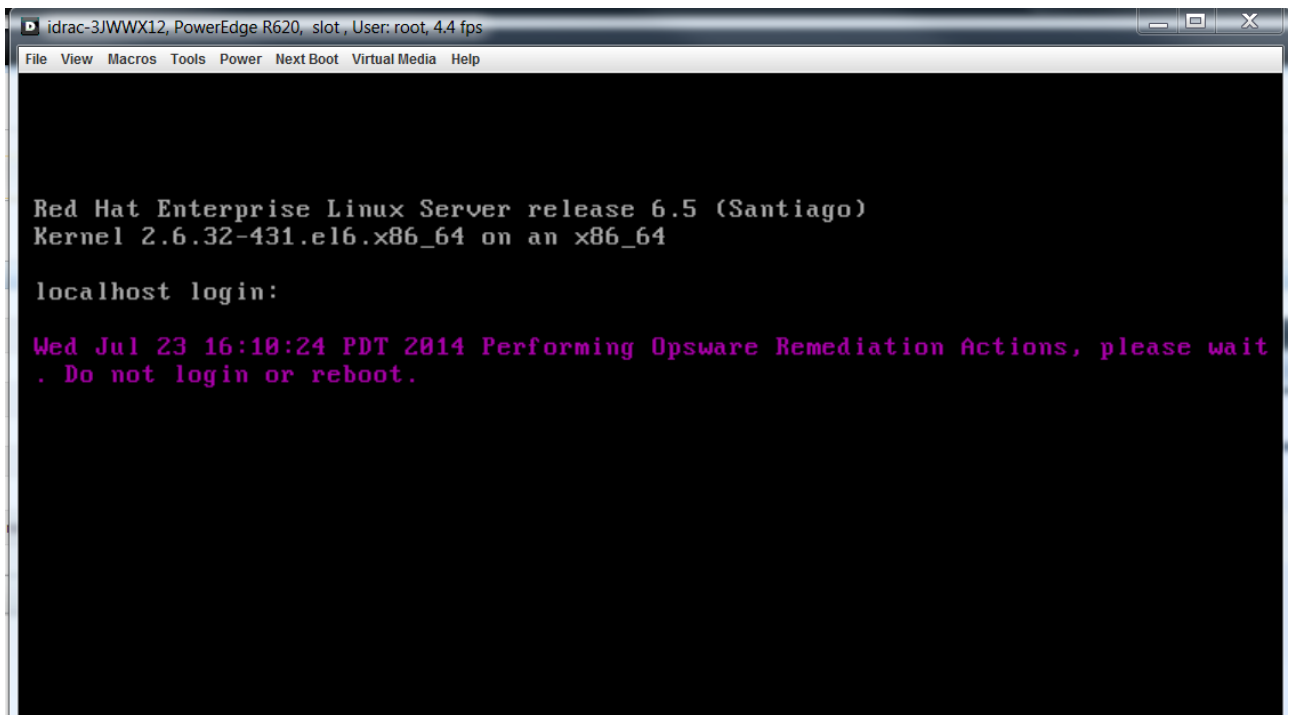 idrac-3JWWX12, PowerEdge R620, slot , User: root, 4.4 fps
File View Macros Tools Power Next Boot Virtual Media Help
Red Hat Enterprise Linux Server release 6.5 (Santiago)
Kernel 2.6.32-431.el6.x86_64 on an x86_64
localhost login:
Wed Jul 23 16:10:24 PDT 2014 Performing Opsware Remediation Actions, please wait
. Do not login or reboot.